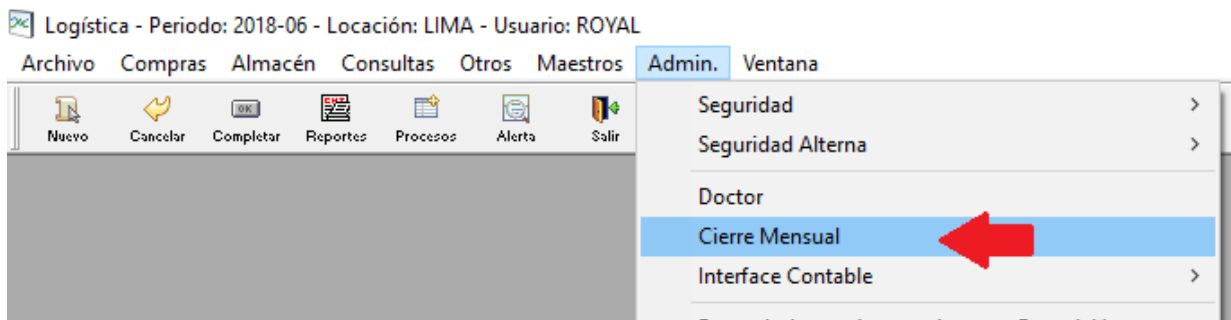 Logística - Periodo: 2018-06 - Locación: LIMA - Usuario: ROYAL
Archivo Compras Almacén Consultas Otros Maestros Admin. Ventana
Nuevo Cancelar Completar Reportes Procesos Alerta Salir
Seguridad
Seguridad Alterna
Doctor
Cierre Mensual
Interface Contable